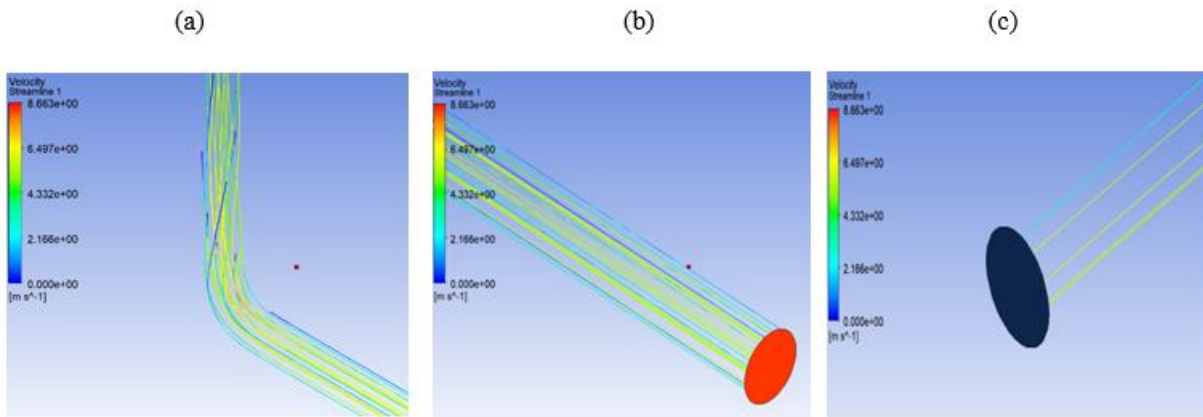 (a)
(b)
(c)
Velocity
Streamline 1
8.663e+00
6.497e+00
4.332e+00
2.166e+00
0.000e+00
[m s^-1]
Velocity
Streamline 1
8.663e+00
6.497e+00
4.332e+00
2.166e+00
0.000e+00
[m s^-1]
Velocity
Streamline 1
8.663e+00
6.497e+00
4.332e+00
2.166e+00
0.000e+00
[m s^-1]